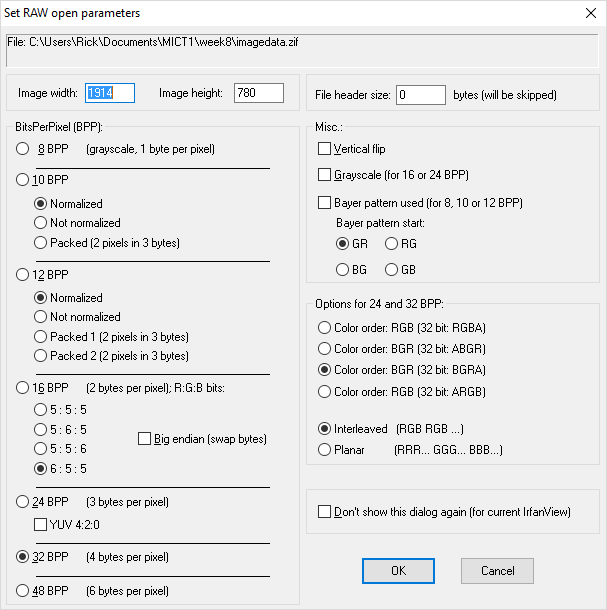 Set RAW open parameters
File: C:\Users\Rick\Documents\MICT1\week8\imagedata.zif
Image width: 1914 Image height: 780
File header size: 0 bytes (will be skipped)
BitsPerPixel (BPP):
8 BPP (grayscale, 1 byte per pixel)
10 BPP
Normalized
Not normalized
Packed (2 pixels in 3 bytes)
12 BPP
Normalized
Not normalized
Packed 1 (2 pixels in 3 bytes)
Packed 2 (2 pixels in 3 bytes)
16 BPP (2 bytes per pixel); R:G:B bits:
5 : 5 : 5
5 : 6 : 5
5 : 5 : 6
6 : 5 : 5
Big endian (swap bytes)
24 BPP (3 bytes per pixel)
YUV 4:2:0
32 BPP (4 bytes per pixel)
48 BPP (6 bytes per pixel)
Misc.:
Vertical flip
Grayscale (for 16 or 24 BPP)
Bayer pattern used (for 8, 10 or 12 BPP)
Bayer pattern start:
GR RG
BG GB
Options for 24 and 32 BPP:
Color order: RGB (32 bit: RGBA)
Color order: BGR (32 bit: ABGR)
Color order: BGR (32 bit: BGRA)
Color order: RGB (32 bit: ARGB)
Interleaved (RGB RGB ...)
Planar (RRR... GGG... BBB...)
Don't show this dialog again (for current IrfanView)
OK Cancel